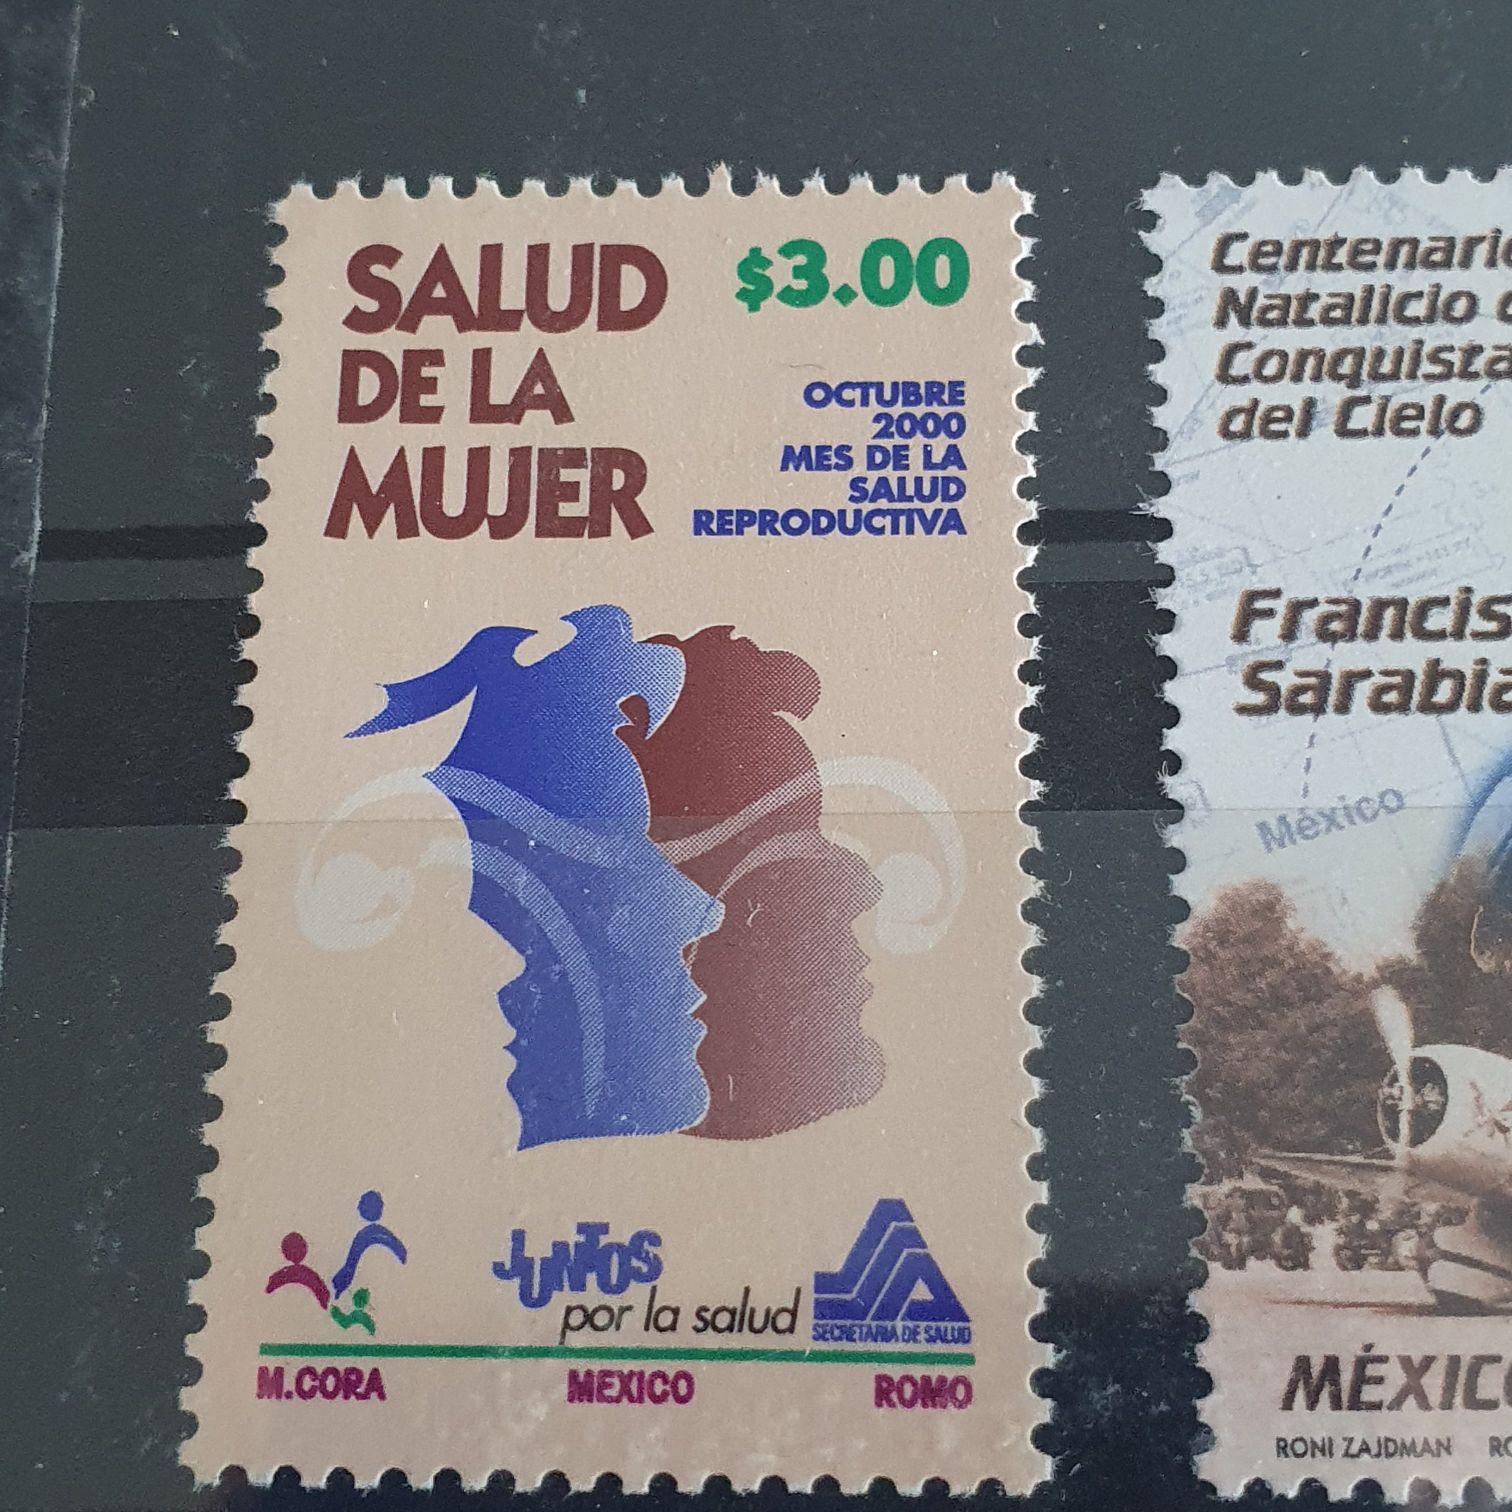 SALUD
DE LA
MUJER
$3.00
OCTUBRE
2000
MES DE LA
SALUD
REPRODUCTIVA
JUNTOS
por la salud
SECRETARIA DE SALUD
M.CORA MEXICO ROMO
Centenario
Natalicio
Conquista
del Cielo
Francis
Sarabia
México
MÉXICO
RONI ZAJDMAN